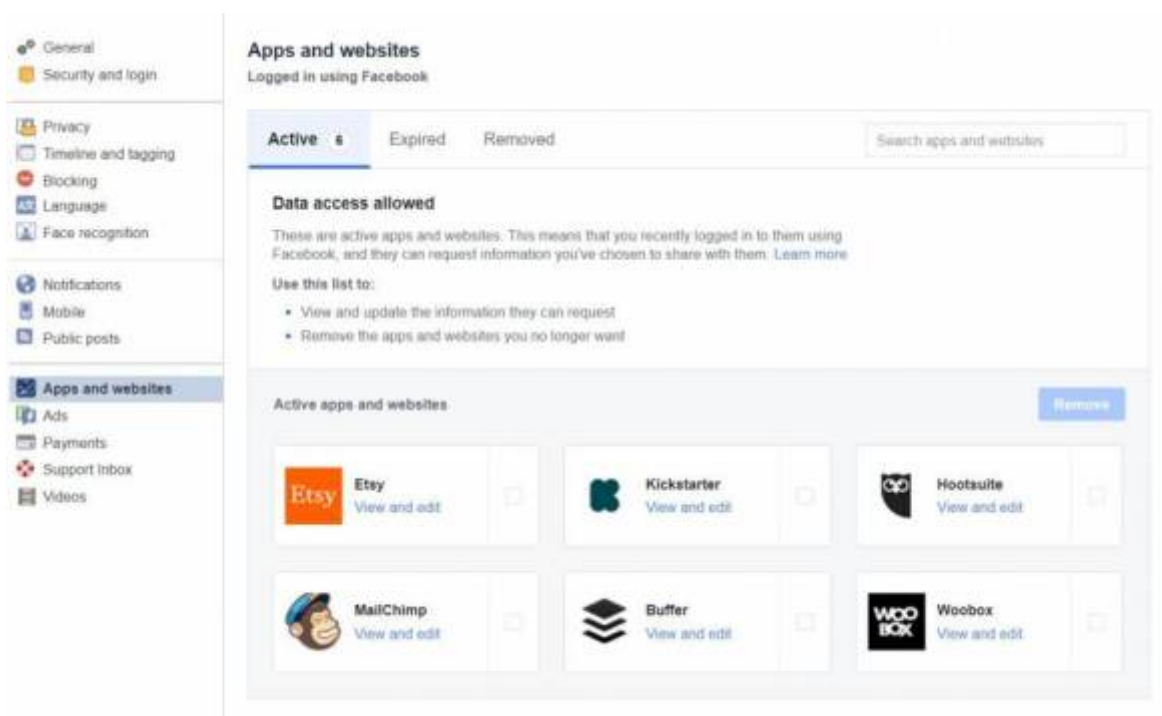 General
Security and login
Privacy
Timeline and tagging
Blocking
Language
Face recognition
Notifications
Mobile
Public posts
Apps and websites
Ads
Payments
Support Inbox
Videos
Apps and websites
Logged in using Facebook
Active 6 Expired Removed
Search apps and websites
Data access allowed
These are active apps and websites. This means that you recently logged in to them using
Facebook, and they can request information you've chosen to share with them. Learn more
Use this list to:
• View and update the information they can request
• Remove the apps and websites you no longer want
Active apps and websites
Remove
Etsy
Etsy
View and edit
Kickstarter
View and edit
Hootsuite
View and edit
MailChimp
View and edit
Buffer
View and edit
WOO
BOX
Woobox
View and edit